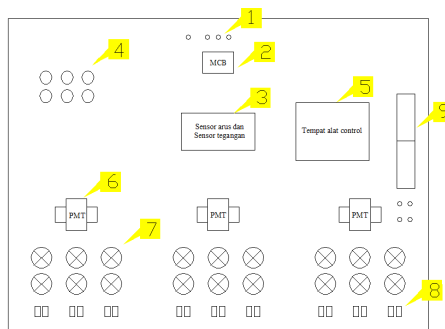 1
2
MCB
4
3
5
Sensor arus dan
Sensor tegangan
Tempat alat control
9
6
PMT
PMT
PMT
7
8